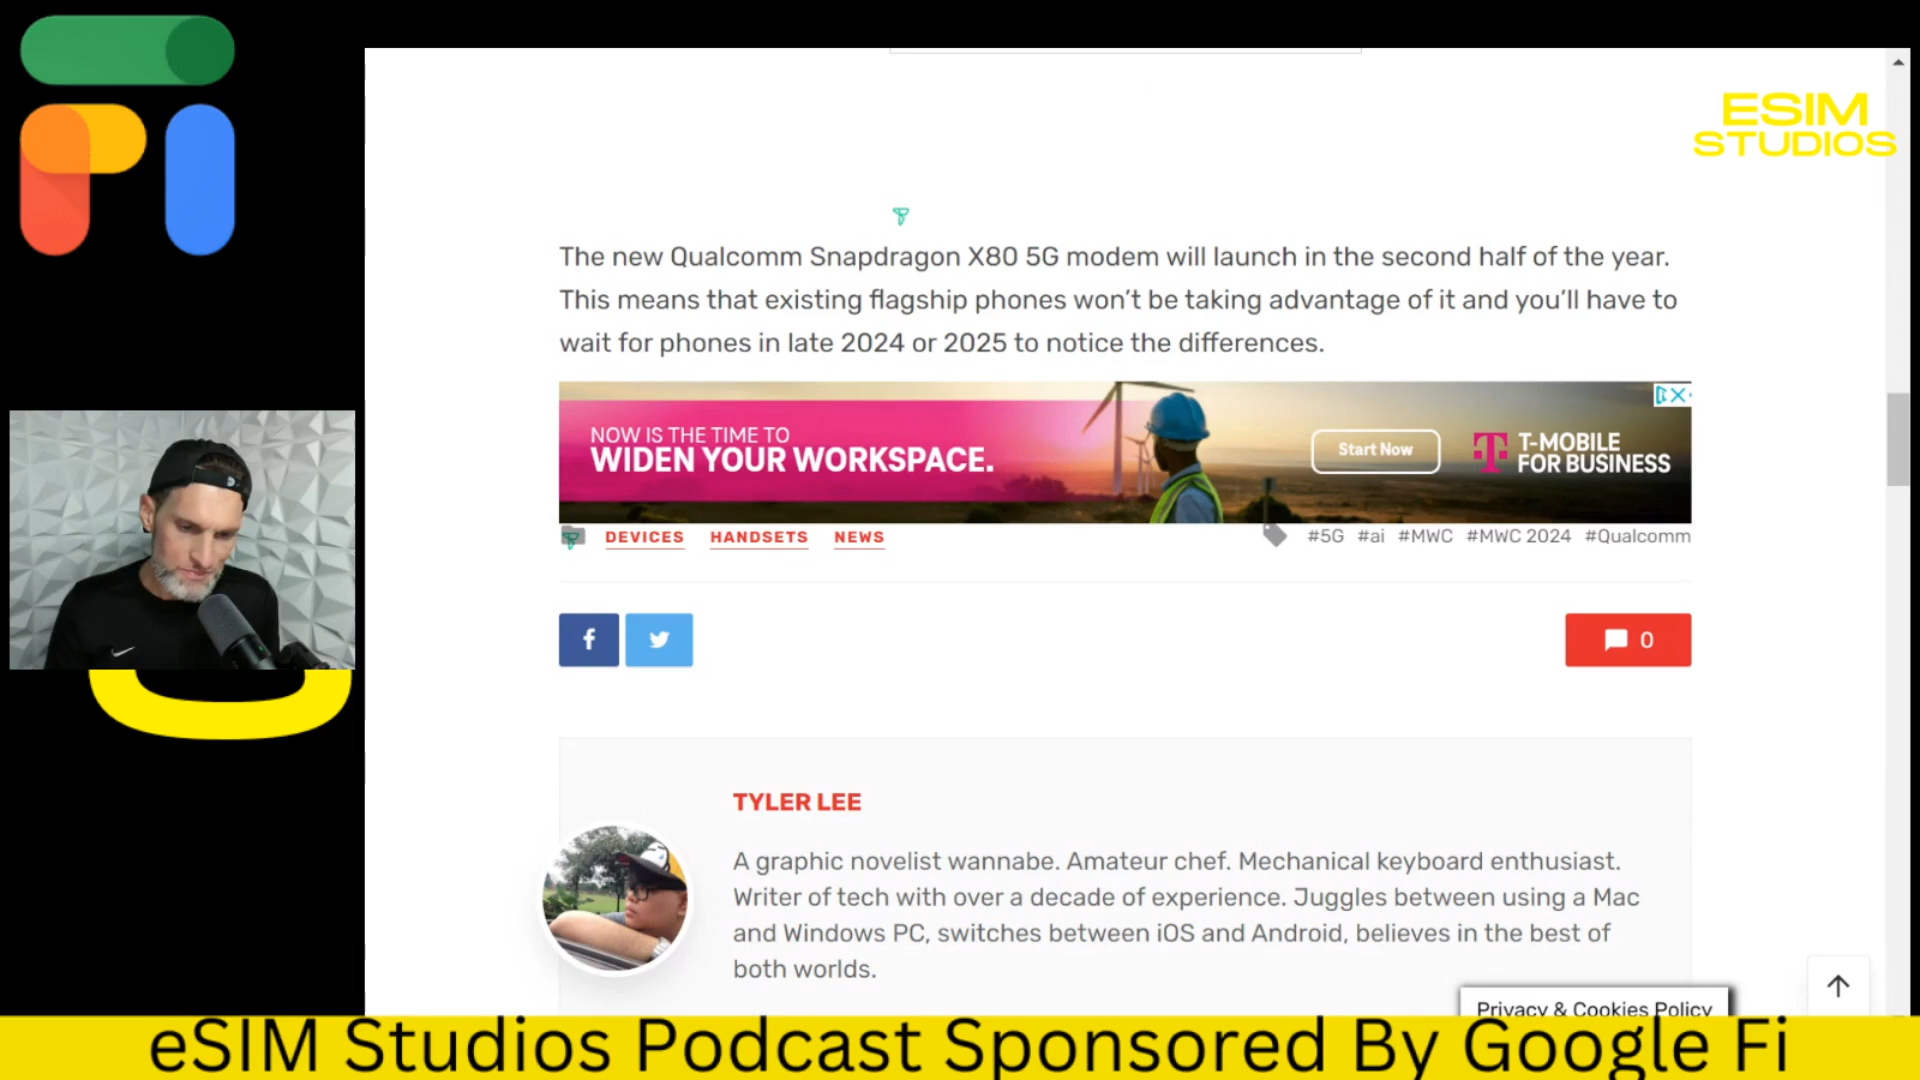 ESIM
STUDIOS
The new Qualcomm Snapdragon X80 5G modem will launch in the second half of the year.
This means that existing flagship phones won’t be taking advantage of it and you’ll have to
wait for phones in late 2024 or 2025 to notice the differences.
NOW IS THE TIME TO
WIDEN YOUR WORKSPACE.
Start Now
T-MOBILE
FOR BUSINESS
DEVICES HANDSETS NEWS
#5G #ai #MWC #MWC 2024 #Qualcomm
0
TYLER LEE
A graphic novelist wannabe. Amateur chef. Mechanical keyboard enthusiast.
Writer of tech with over a decade of experience. Juggles between using a Mac
and Windows PC, switches between iOS and Android, believes in the best of
both worlds.
Privacy & Cookies Policy
eSIM Studios Podcast Sponsored By Google Fi